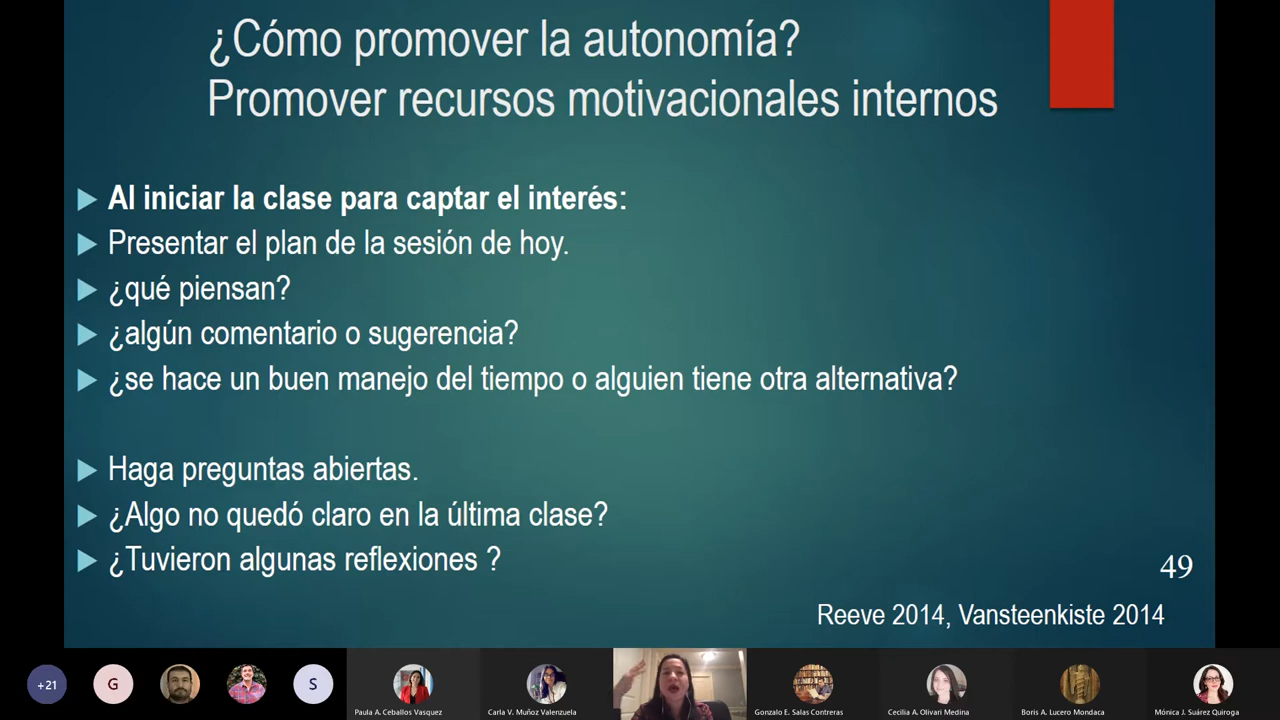 ¿Cómo promover la autonomía?
Promover recursos motivacionales internos
Al iniciar la clase para captar el interés:
Presentar el plan de la sesión de hoy.
¿qué piensan?
¿algún comentario o sugerencia?
¿se hace un buen manejo del tiempo o alguien tiene otra alternativa?
Haga preguntas abiertas.
¿Algo no quedó claro en la última clase?
¿Tuvieron algunas reflexiones ?
49
Reeve 2014, Vansteenkiste 2014
+21
G
S
Paula A. Ceballos Vasquez
Carla V. Muñoz Valenzuela
Gonzalo E. Salas Contreras
Cecilia A. Olivari Medina
Boris A. Lucero Mondaca
Mónica J. Suárez Quiroga